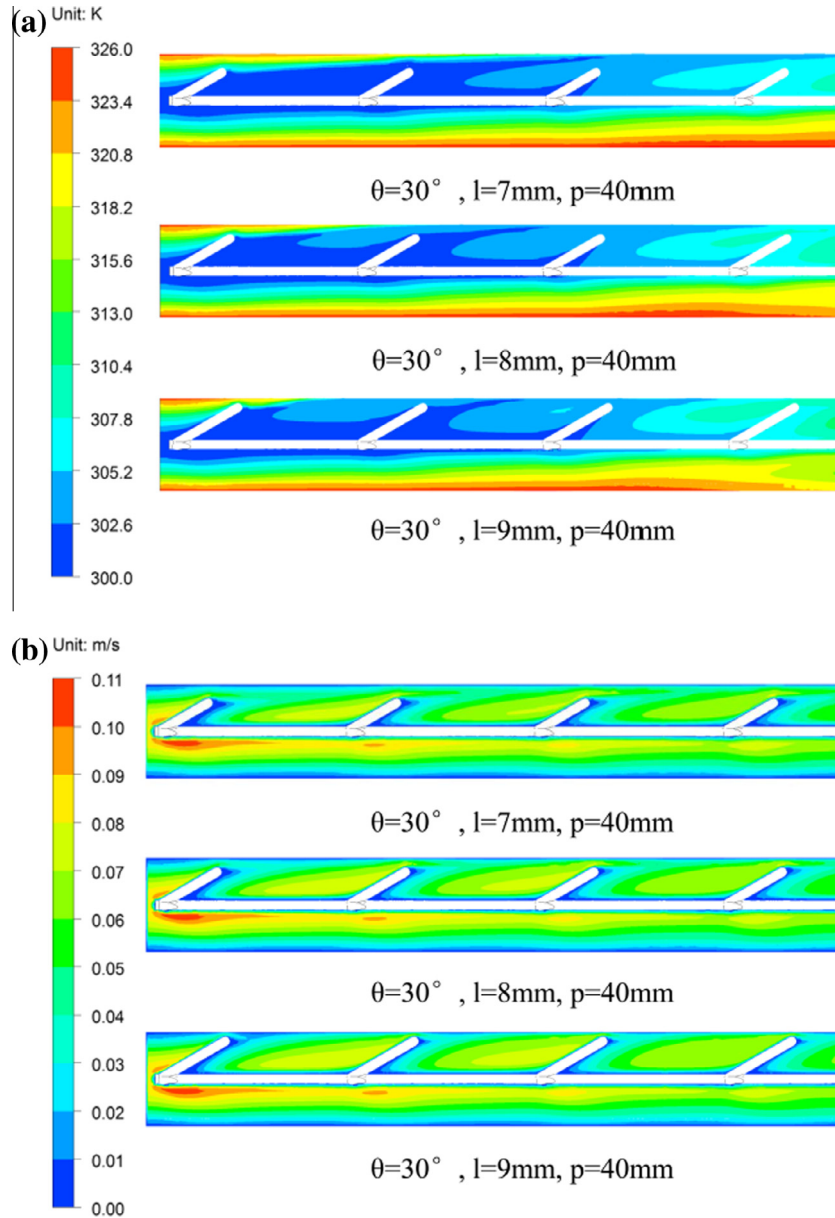 (a) Unit: K
326.0
323.4
320.8
318.2
315.6
313.0
310.4
307.8
305.2
302.6
300.0
θ=30° , l=7mm, p=40mm
θ=30° , l=8mm, p=40mm
θ=30° , l=9mm, p=40mm
(b) Unit: m/s
0.11
0.10
0.09
0.08
0.07
0.06
0.05
0.04
0.03
0.02
0.01
0.00
θ=30° , l=7mm, p=40mm
θ=30° , l=8mm, p=40mm
θ=30° , l=9mm, p=40mm